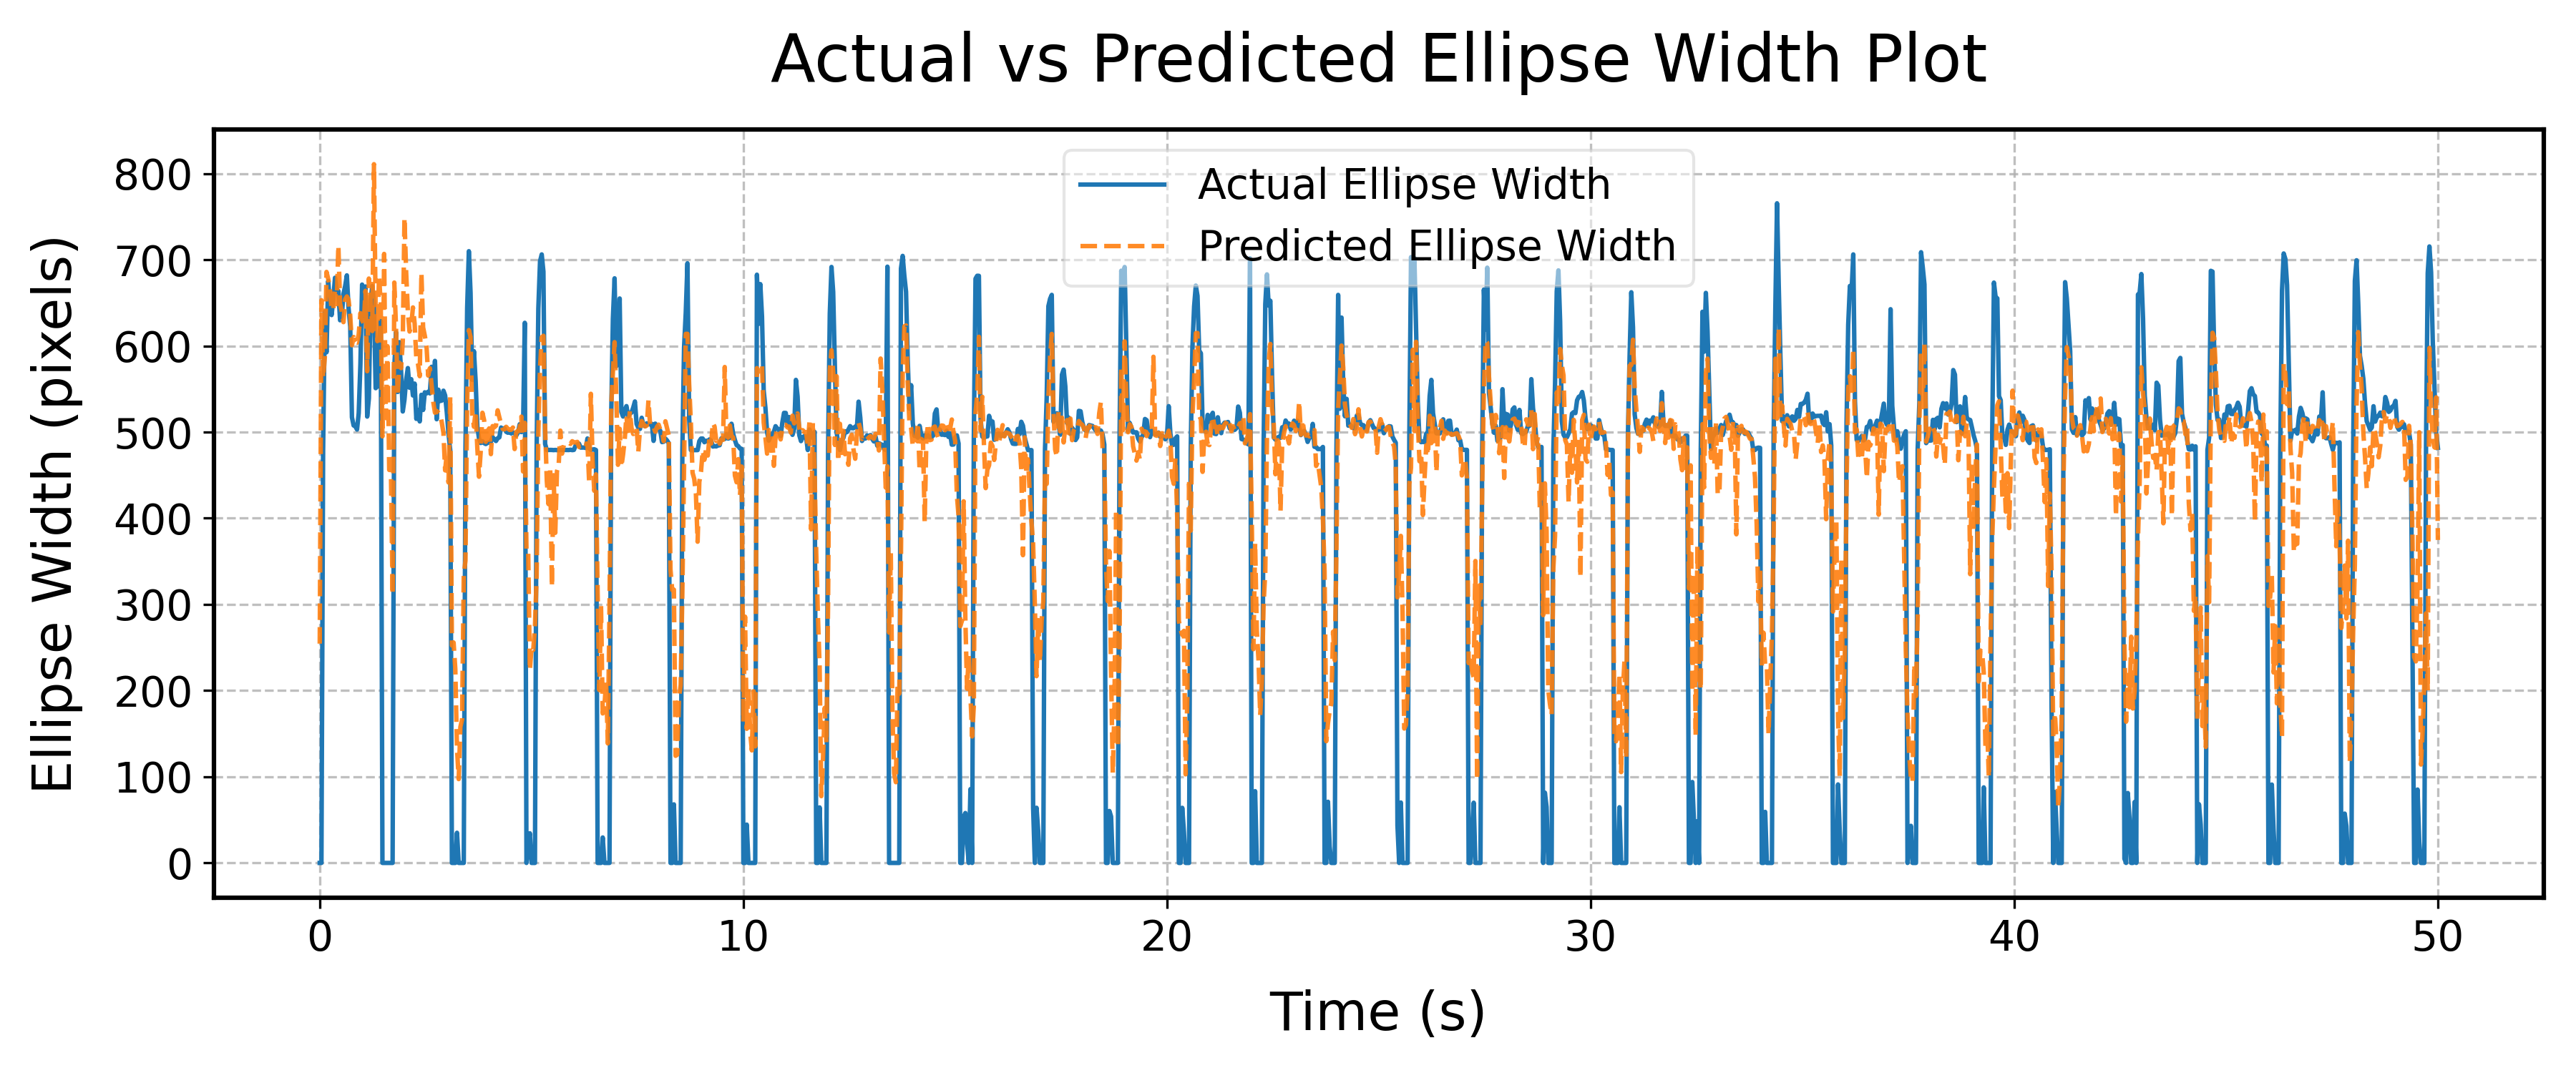 Actual vs Predicted Ellipse Width Plot
Actual Ellipse Width
Predicted Ellipse Width
Ellipse Width (pixels)
800
700
600
500
400
300
200
100
0
0 10 20 30 40 50
Time (s)